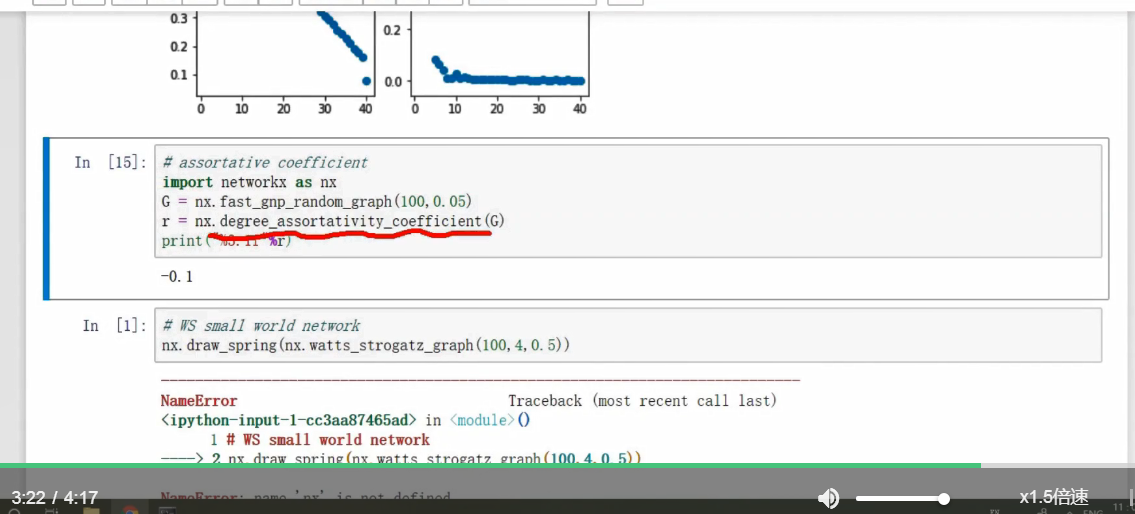 0.3
0.2
0.1
0 10 20 30 40
0.2
0.0
0 10 20 30 40
In [15]:
# assortative coefficient
import networkx as nx
G = nx.fast_gnp_random_graph(100,0.05)
r = nx.degree_assortativity_coefficient(G)
print("%3.1f"%r)
-0.1
In [1]:
# WS small world network
nx.draw_spring(nx.watts_strogatz_graph(100,4,0.5))
NameError Traceback (most recent call last)
<ipython-input-1-cc3aa87465ad> in <module>()
1 # WS small world network
----> 2 nx.draw_spring(nx.watts_strogatz_graph(100,4,0.5))
NameError: name 'nx' is not defined
3:22 / 4:17
x1.5倍速